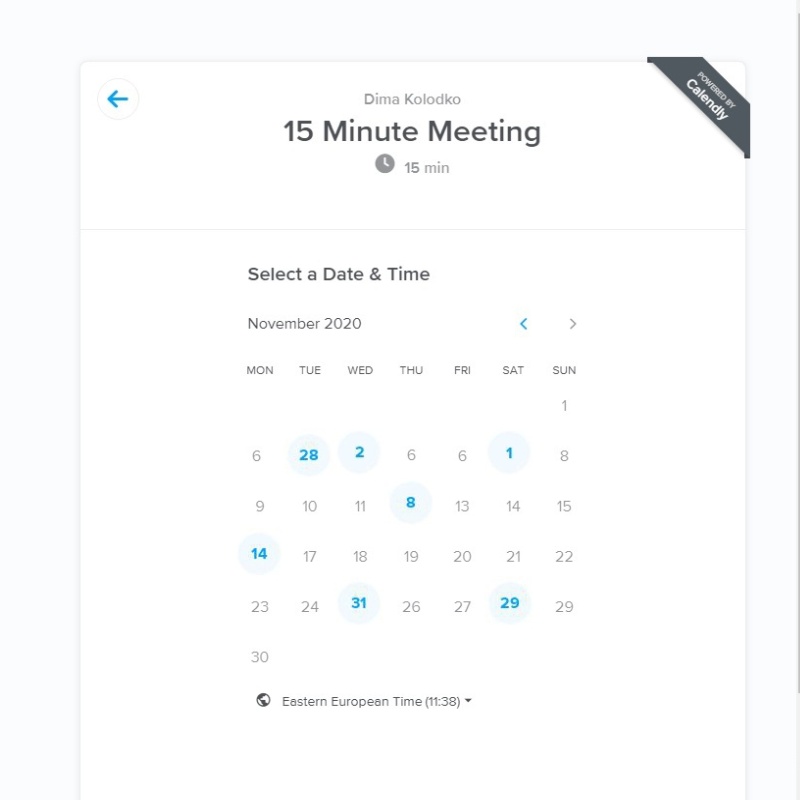 POWERED BY
Calendly
Dima Kolodko
15 Minute Meeting
15 min
Select a Date & Time
November 2020
MON TUE WED THU FRI SAT SUN
1
6 28 2 6 6 1 8
9 10 11 8 13 14 15
14 17 18 19 20 21 22
23 24 31 26 27 29 29
30
Eastern European Time (11:38)